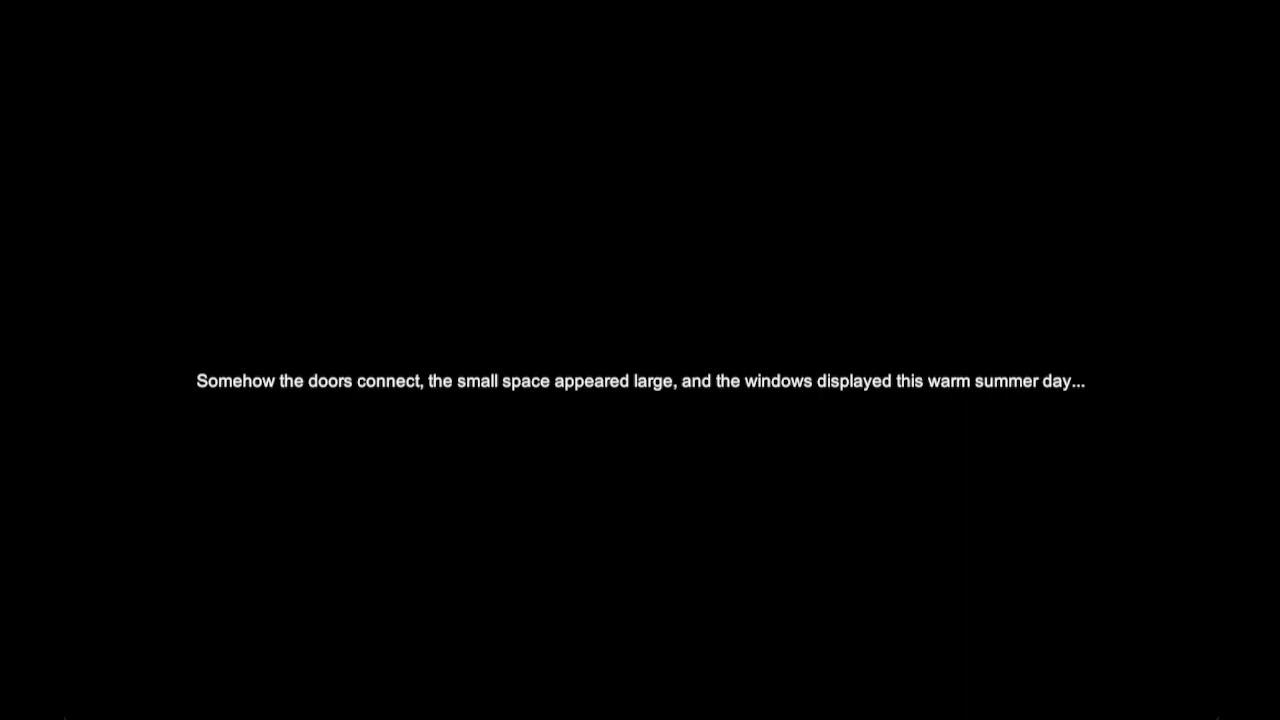 Somehow the doors connect, the small space appeared large, and the windows displayed this warm summer day...